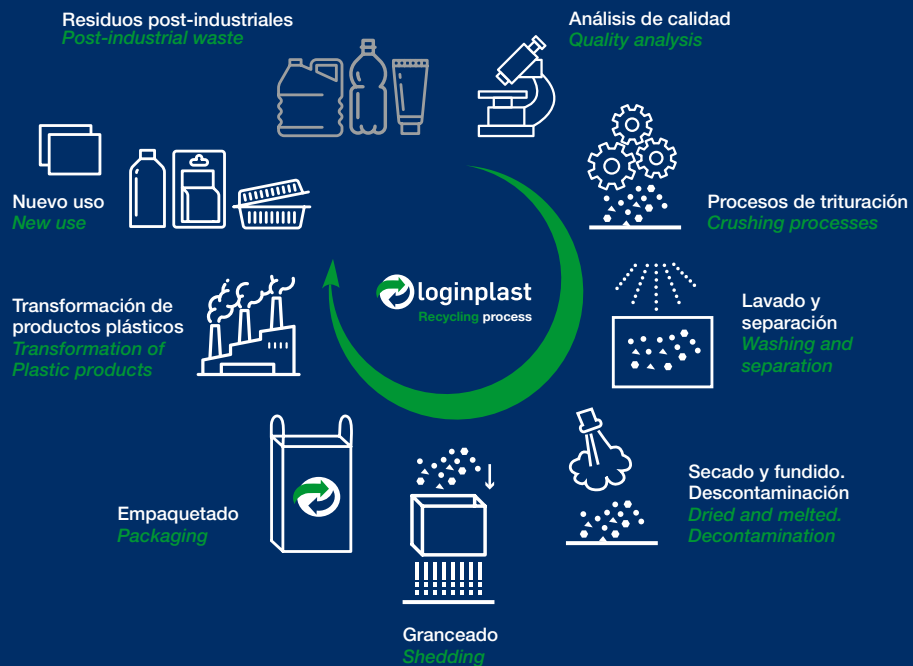 Residuos post-industriales
Post-industrial waste
Análisis de calidad
Quality analysis
Procesos de trituración
Crushing processes
Lavado y
separación
Washing and
separation
Secado y fundido.
Descontaminación
Dried and melted.
Decontamination
Granceado
Shedding
Empaquetado
Packaging
Transformación de
productos plásticos
Transformation of
Plastic products
Nuevo uso
New use
loginplast
Recycling process